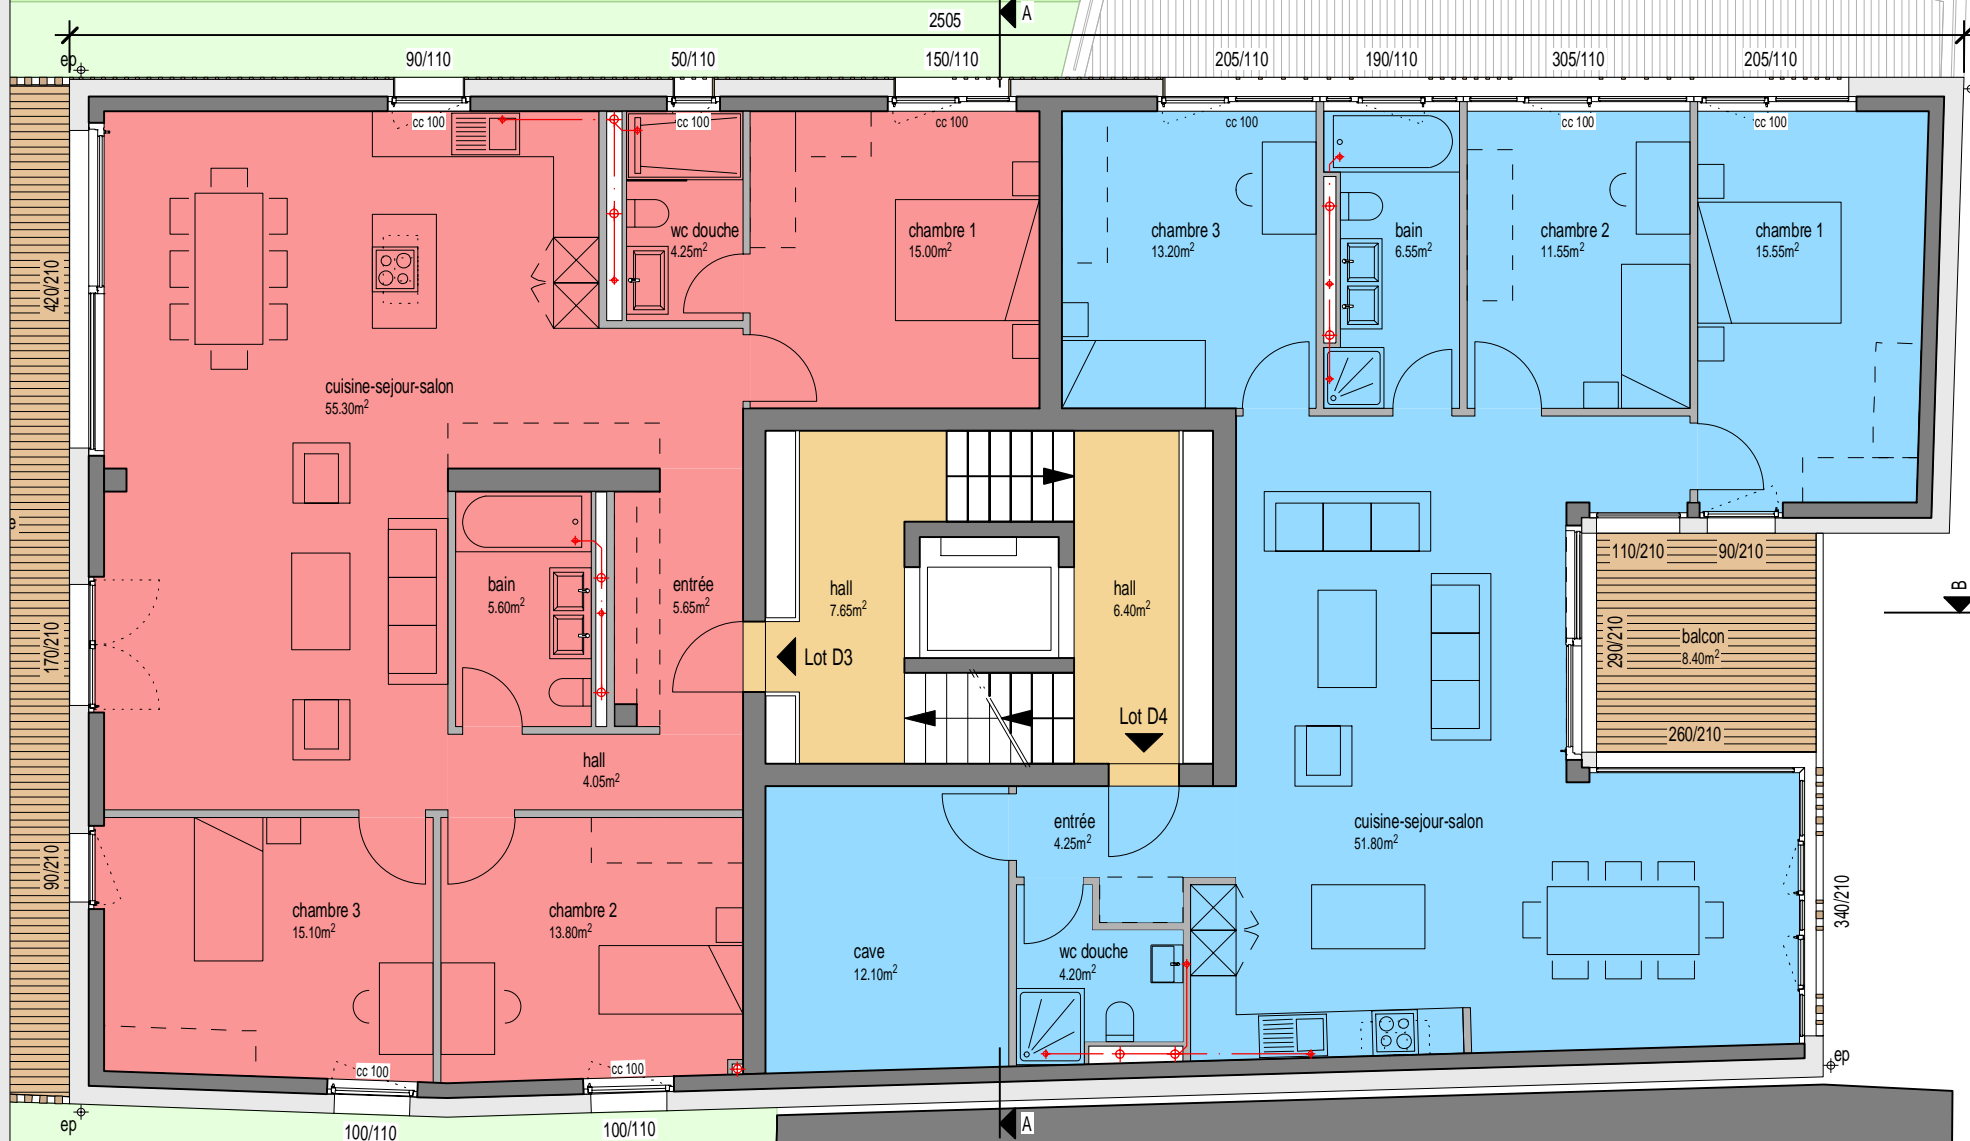 A
2505
ep
90/110
50/110
150/110
205/110
190/110
305/110
205/110
cc 100
cc 100
cc 100
cc 100
cc 100
cc 100
wc douche
4.25m²
chambre 1
15.00m²
chambre 3
13.20m²
bain
6.55m²
chambre 2
11.55m²
chambre 1
15.55m²
420/210
cuisine-sejour-salon
55.30m²
e
110/210
90/210
bain
5.60m²
entrée
5.65m²
hall
7.65m²
hall
6.40m²
B
170/210
290/210
balcon
8.40m²
Lot D3
Lot D4
260/210
hall
4.05m²
entrée
4.25m²
cuisine-sejour-salon
51.80m²
90/210
340/210
chambre 3
15.10m²
chambre 2
13.80m²
cave
12.10m²
wc douche
4.20m²
cc 100
cc 100
ep
ep
100/110
100/110
A